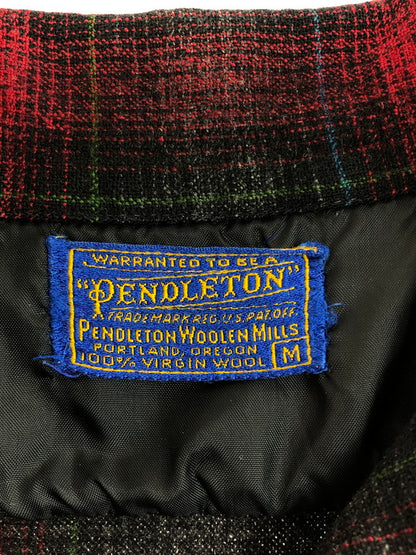 WARRANTED TO BE A
"PENDLETON"
TRADEMARK REG. U.S. PAT. OFF.
PENDLETON WOOLEN MILLS
PORTLAND, OREGON
100% VIRGIN WOOL M